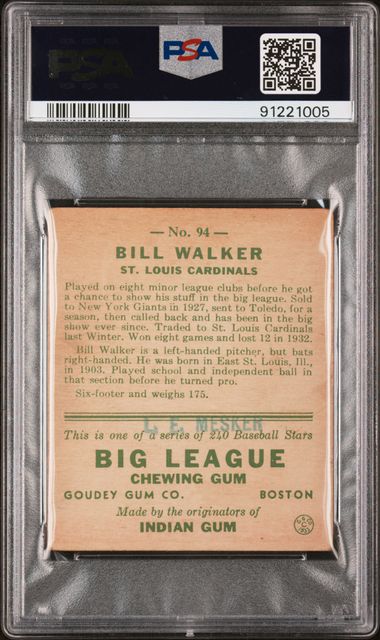 PSA
PSA
91221005
— No. 94 —
BILL WALKER
ST. LOUIS CARDINALS
Played on eight minor league clubs before he got
a chance to show his stuff in the big league. Sold
to New York Giants in 1927, sent to Toledo, for a
season, then called back and has been in the big
show ever since. Traded to St. Louis Cardinals
last Winter. Won eight games and lost 12 in 1932.
Bill Walker is a left-handed pitcher, but bats
right-handed. He was born in East St. Louis, Ill.,
in 1903. Played school and independent ball in
that section before he turned pro.
Six-footer and weighs 175.
L. E. MESKER
This is one of a series of 240 Baseball Stars
BIG LEAGUE
CHEWING GUM
GOUDEY GUM CO. BOSTON
Made by the originators of
INDIAN GUM